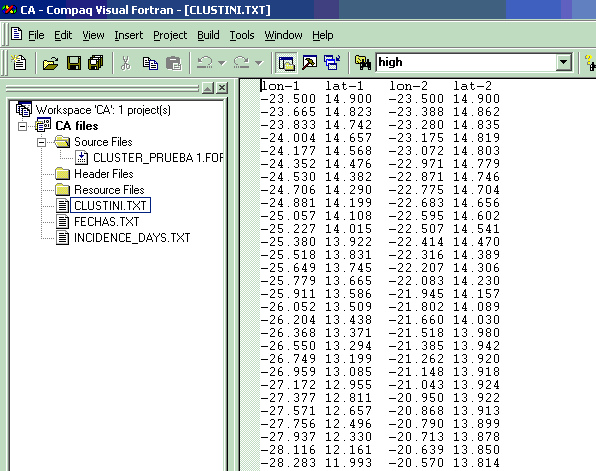 CA - Compaq Visual Fortran - [CLUSTINI.TXT]
File Edit View Insert Project Build Tools Window Help
high
Workspace 'CA': 1 project(s)
CA files
Source Files
CLUSTER_PRUEBA 1.FOR
Header Files
Resource Files
CLUSTINI.TXT
FECHAS.TXT
INCIDENCE_DAYS.TXT
lon-1 lat-1 lon-2 lat-2
-23.500 14.900 -23.500 14.900
-23.665 14.823 -23.388 14.862
-23.833 14.742 -23.280 14.835
-24.004 14.657 -23.175 14.819
-24.177 14.568 -23.072 14.803
-24.352 14.476 -22.971 14.779
-24.530 14.382 -22.871 14.746
-24.706 14.290 -22.775 14.704
-24.881 14.199 -22.683 14.656
-25.057 14.108 -22.595 14.602
-25.227 14.015 -22.507 14.541
-25.380 13.922 -22.414 14.470
-25.518 13.831 -22.316 14.389
-25.649 13.745 -22.207 14.306
-25.779 13.665 -22.083 14.230
-25.911 13.586 -21.945 14.157
-26.052 13.509 -21.802 14.089
-26.204 13.438 -21.660 14.030
-26.368 13.371 -21.518 13.980
-26.550 13.294 -21.385 13.942
-26.749 13.199 -21.262 13.920
-26.959 13.085 -21.148 13.918
-27.172 12.955 -21.043 13.924
-27.377 12.811 -20.950 13.922
-27.571 12.657 -20.868 13.913
-27.756 12.496 -20.790 13.899
-27.937 12.330 -20.713 13.878
-28.116 12.161 -20.639 13.850
-28.283 11.993 -20.570 13.814